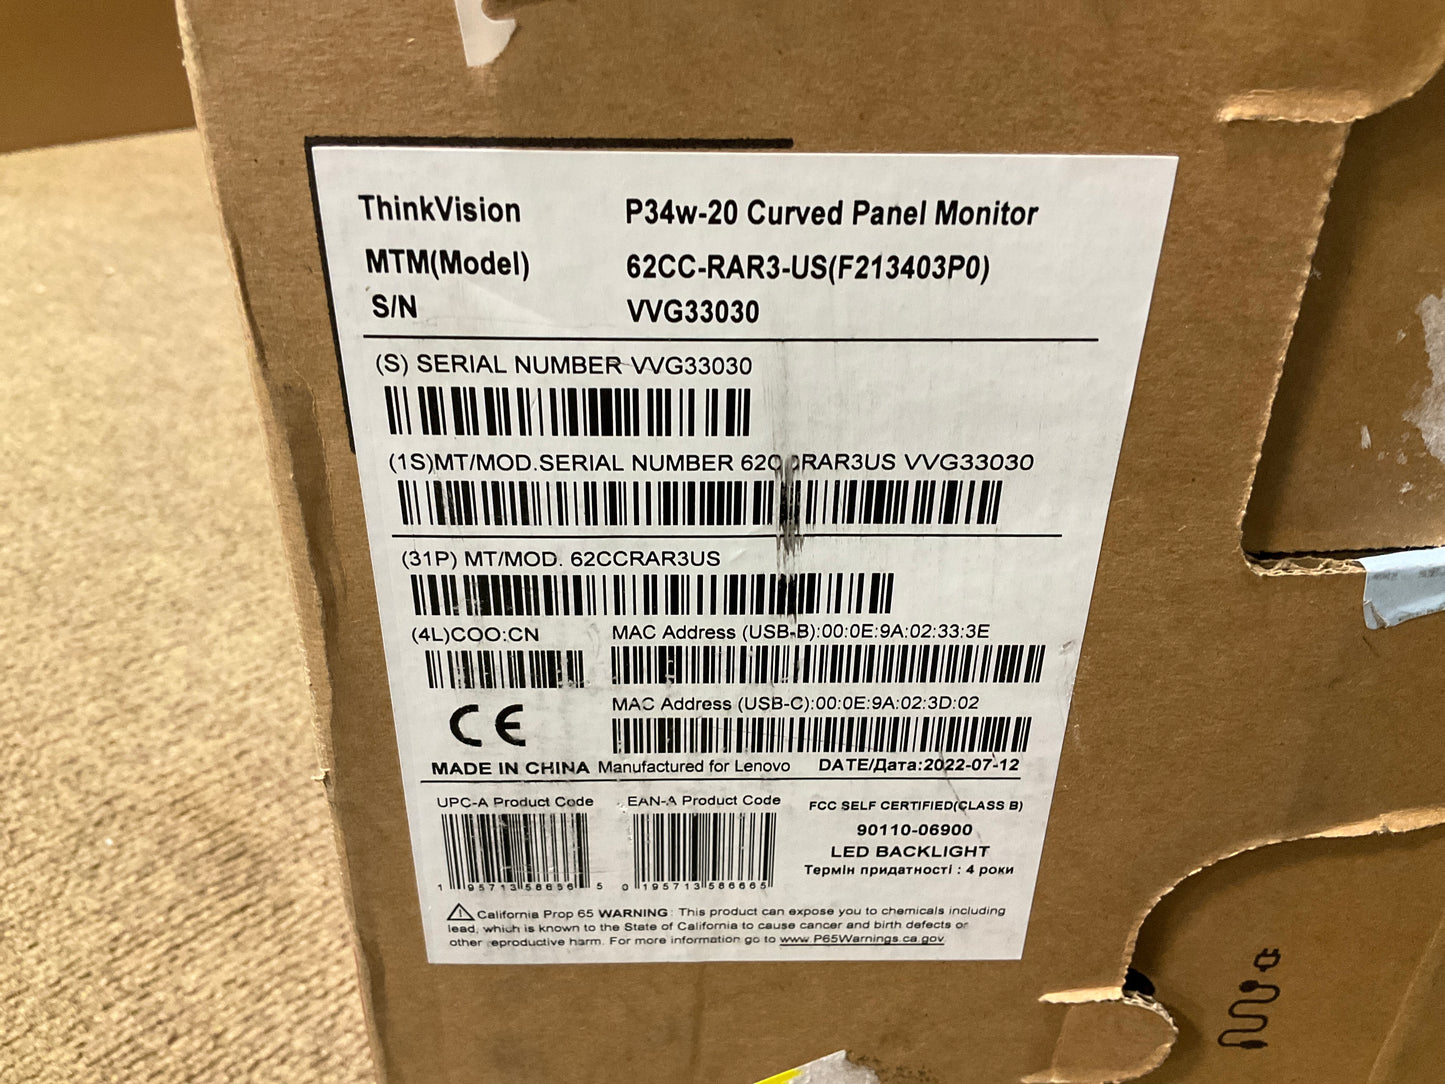 ThinkVision P34w-20 Curved Panel Monitor
MTM(Model) 62CC-RAR3-US(F213403P0)
S/N VVG33030
(S) SERIAL NUMBER VVG33030
(1S)MT/MOD.SERIAL NUMBER 62CCRAR3US VVG33030
(31P) MT/MOD. 62CCRAR3US
(4L)COO:CN MAC Address (USB-B):00:0E:9A:02:33:3E
MAC Address (USB-C):00:0E:9A:02:3D:02
CE
MADE IN CHINA Manufactured for Lenovo DATE/Дата:2022-07-12
UPC-A Product Code EAN-A Product Code FCC SELF CERTIFIED(CLASS B)
90110-06900
LED BACKLIGHT
Термін придатності : 4 роки
0 195713 586665
California Prop 65 WARNING: This product can expose you to chemicals including
lead, which is known to the State of California to cause cancer and birth defects or
other reproductive harm. For more information go to www.P65Warnings.ca.gov